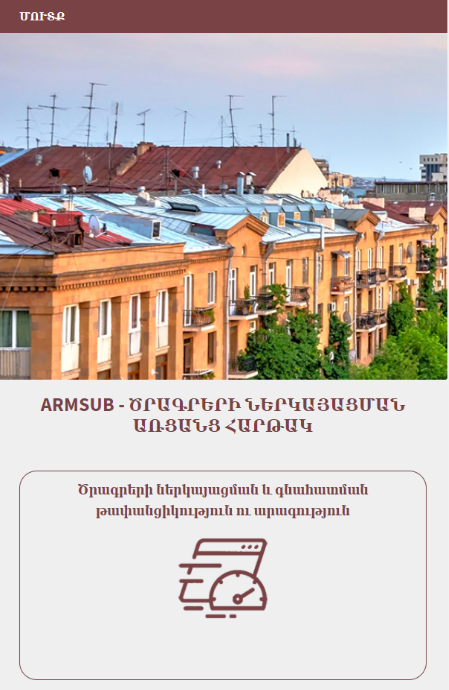 ՄՈՒՏՔ
ARMSUB - ԾՐԱԳՐԵՐԻ ՆԵՐԿԱՅԱՑՄԱՆ
ԱՌՑԱՆՑ ՀԱՐԹԱԿ
Ծրագրերի ներկայացման և գնահատման
թափանցիկություն ու արագություն